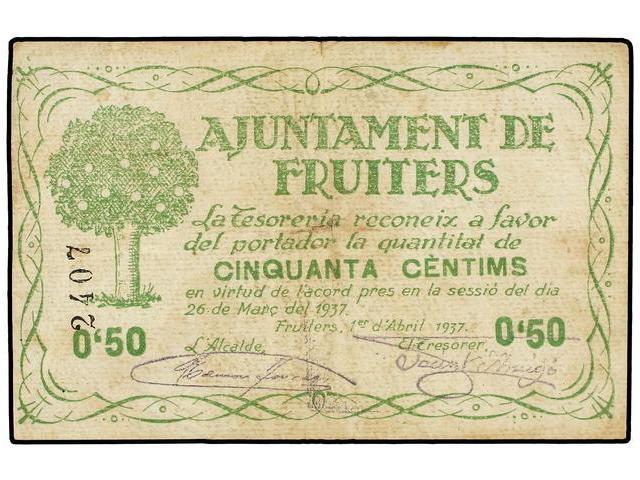 AJUNTAMENT DE
FRUITERS
La Tesoreria reconeix a favor
del portador la quantitat de
CINQUANTA CÈNTIMS
en virtud de l'acord pres en la sessió del dia
26 de Març del 1937.
Fruiters, 1er d'Abril 1937.
L'Alcalde,
El tresorer,
0'50
0'50
2407